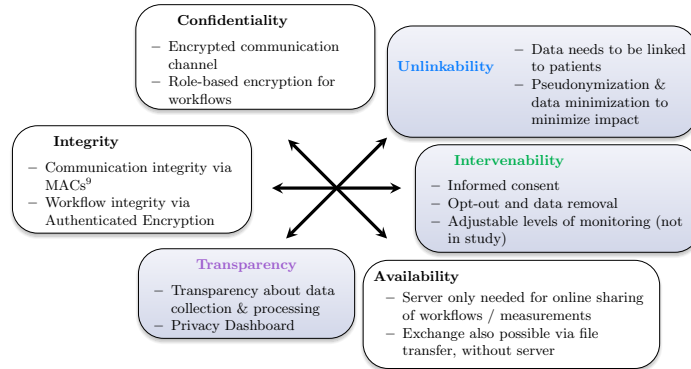 Confidentiality
− Encrypted communication
channel
− Role-based encryption for
workflows
Unlinkability
− Data needs to be linked
to patients
− Pseudonymization &
data minimization to
minimize impact
Integrity
− Communication integrity via
MACs⁹
− Workflow integrity via
Authenticated Encryption
Intervenability
− Informed consent
− Opt-out and data removal
− Adjustable levels of monitoring (not
in study)
Transparency
− Transparency about data
collection & processing
− Privacy Dashboard
Availability
− Server only needed for online sharing
of workflows / measurements
− Exchange also possible via file
transfer, without server